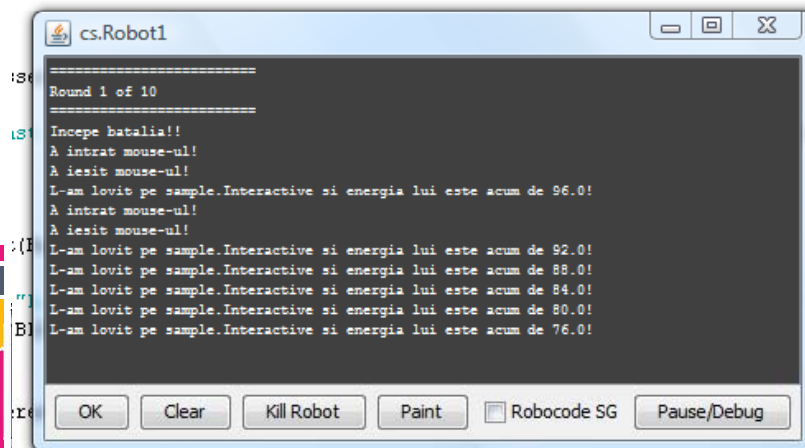 cs.Robot1
=========================
Round 1 of 10
=========================
Incepe batalia!!
A intrat mouse-ul!
A iesit mouse-ul!
L-am lovit pe sample.Interactive si energia lui este acum de 96.0!
A intrat mouse-ul!
A iesit mouse-ul!
L-am lovit pe sample.Interactive si energia lui este acum de 92.0!
L-am lovit pe sample.Interactive si energia lui este acum de 88.0!
L-am lovit pe sample.Interactive si energia lui este acum de 84.0!
L-am lovit pe sample.Interactive si energia lui este acum de 80.0!
L-am lovit pe sample.Interactive si energia lui este acum de 76.0!
OK Clear Kill Robot Paint Robocode SG Pause/Debug